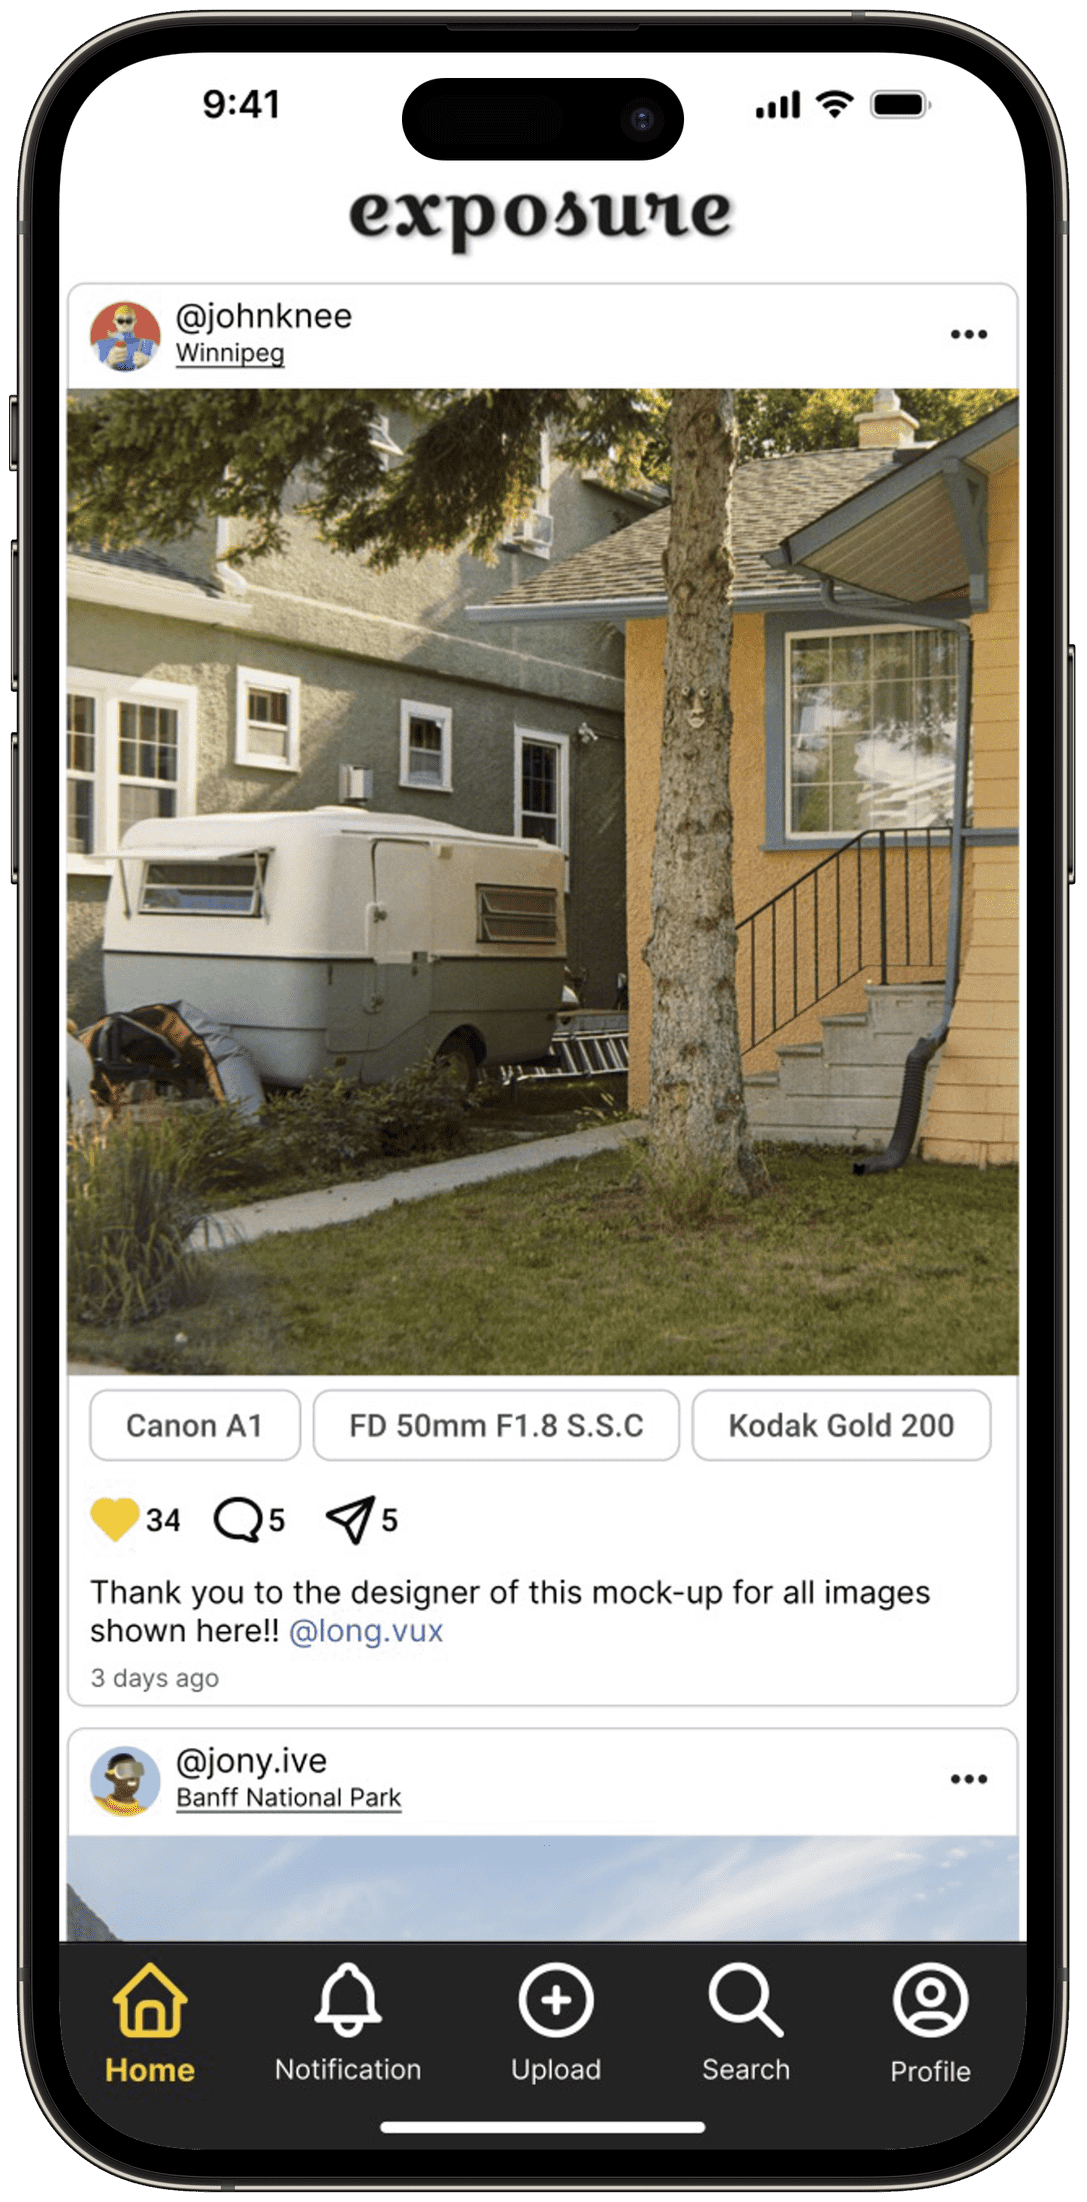 9:41
exposure
@johnknee
Winnipeg
Canon A1
FD 50mm F1.8 S.S.C
Kodak Gold 200
34
5
5
Thank you to the designer of this mock-up for all images
shown here!! @long.vux
3 days ago
@jony.ive
Banff National Park
Home
Notification
Upload
Search
Profile